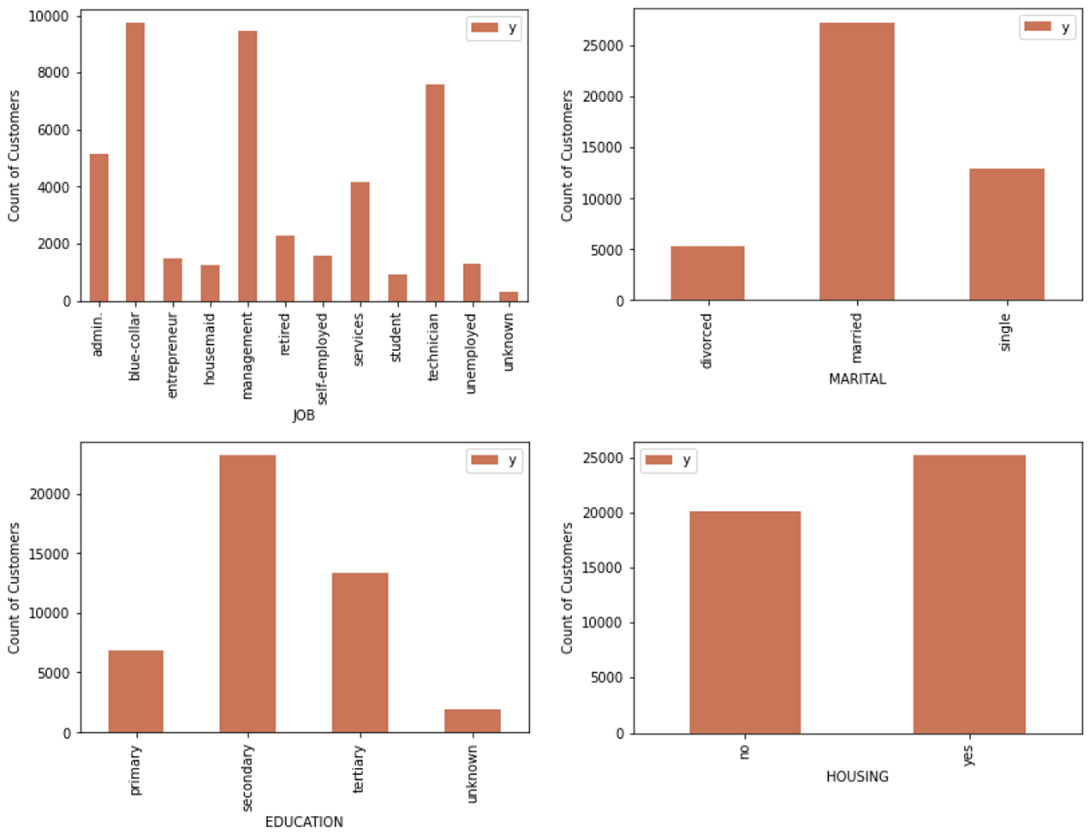 10000
8000
6000
4000
2000
0
Count of Customers
y
admin.
blue-collar
entrepreneur
housemaid
management
retired
self-employed
services
student
technician
unemployed
unknown
JOB
25000
20000
15000
10000
5000
0
Count of Customers
y
divorced
married
single
MARITAL
20000
15000
10000
5000
0
Count of Customers
y
primary
secondary
tertiary
unknown
EDUCATION
25000
20000
15000
10000
5000
0
Count of Customers
y
no
yes
HOUSING